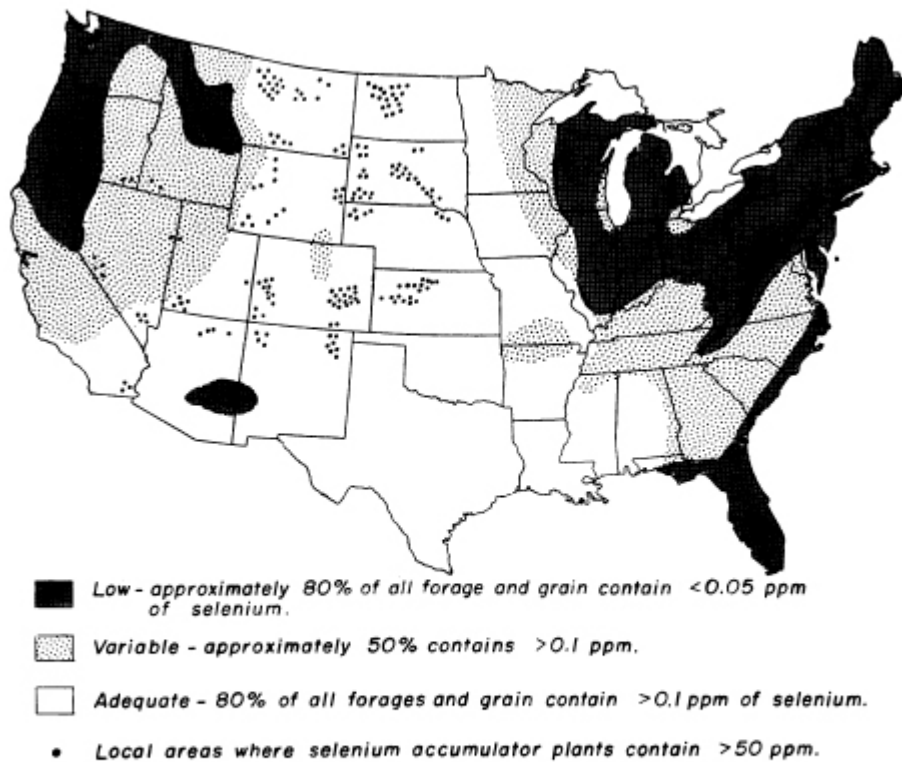 Low - approximately 80% of all forage and grain contain <0.05 ppm
of selenium.
Variable - approximately 50% contains >0.1 ppm.
Adequate - 80% of all forages and grain contain >0.1 ppm of selenium.
Local areas where selenium accumulator plants contain >50 ppm.